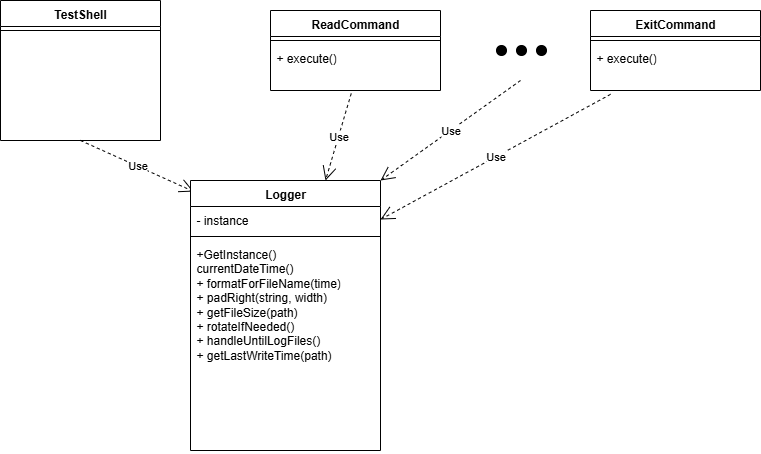 TestShell
ReadCommand
+ execute()
ExitCommand
+ execute()
Use
Use
Use
Use
Logger
- instance
+GetInstance()
currentDateTime()
+ formatForFileName(time)
+ padRight(string, width)
+ getFileSize(path)
+ rotateIfNeeded()
+ handleUntilLogFiles()
+ getLastWriteTime(path)